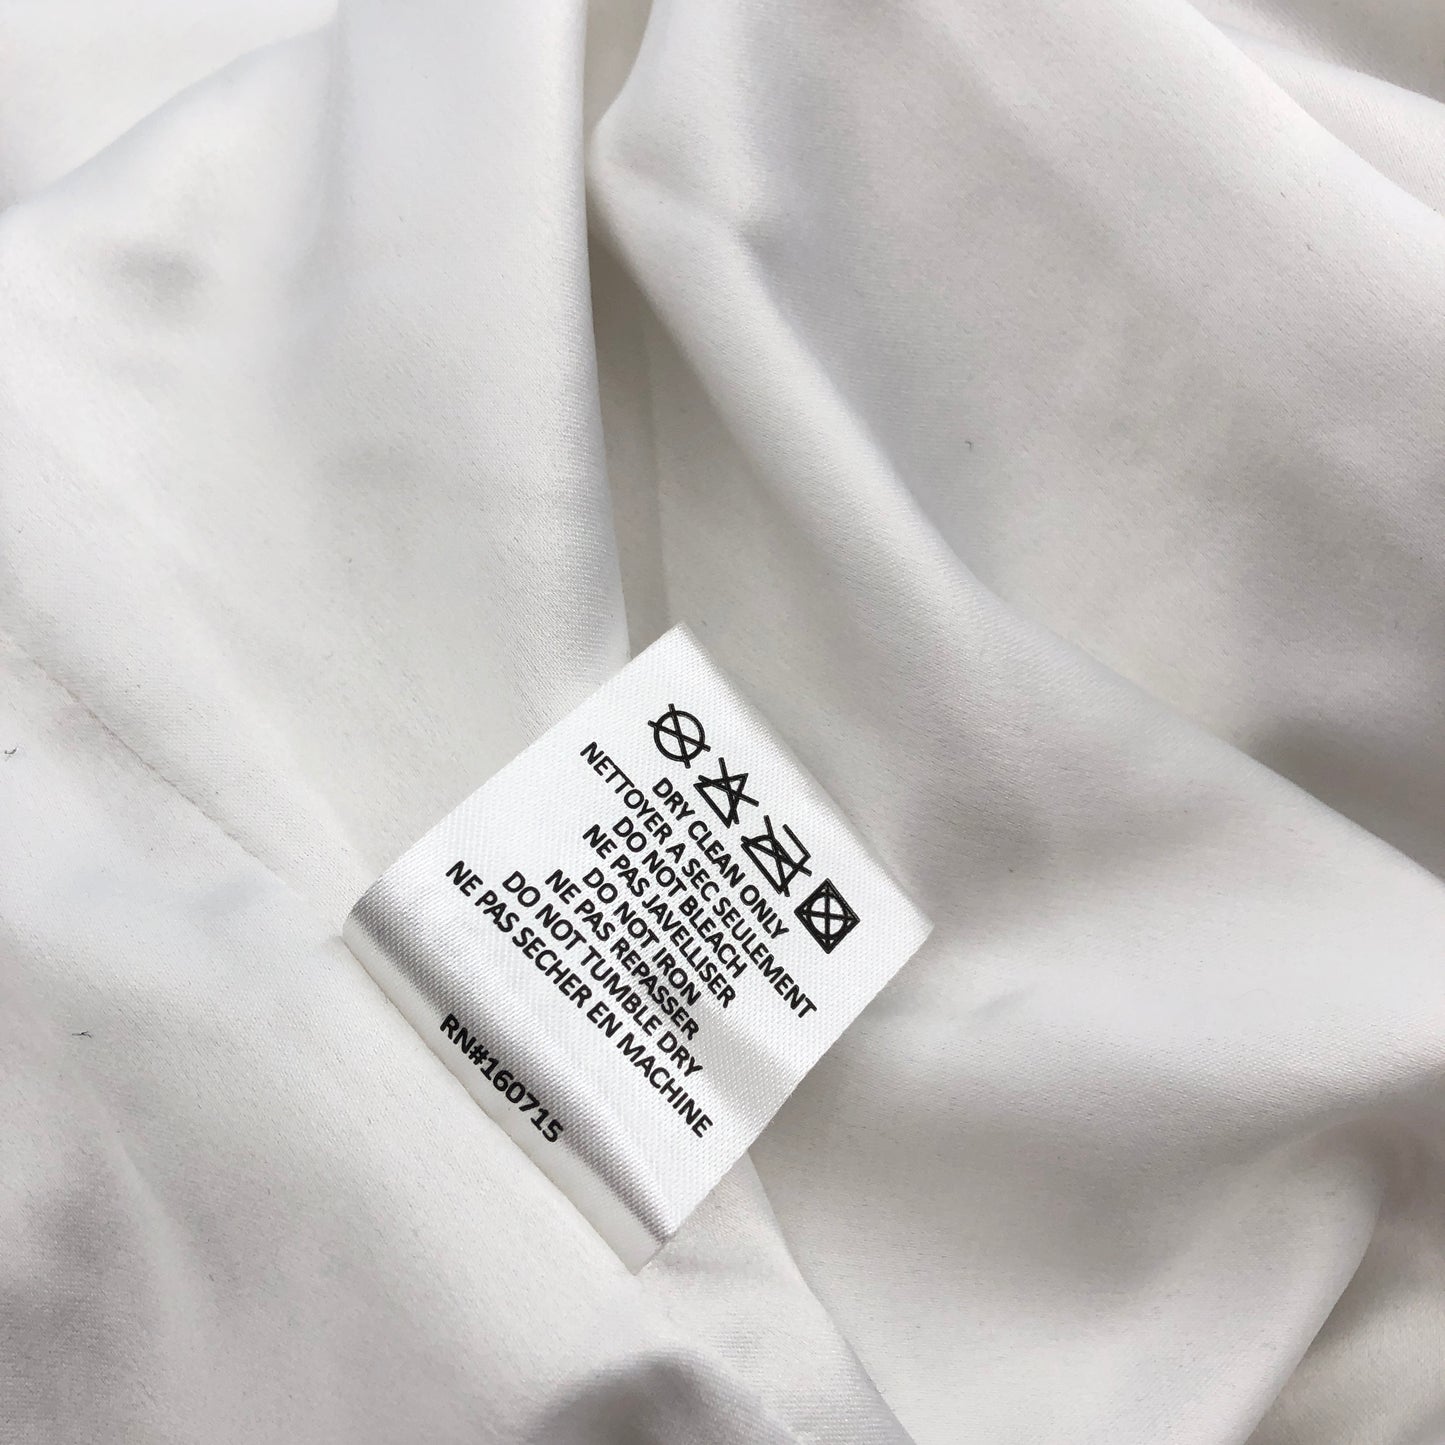 DRY CLEAN ONLY
NETTOYER A SEC SEULEMENT
DO NOT BLEACH
NE PAS JAVELLISER
DO NOT IRON
NE PAS REPASSER
DO NOT TUMBLE DRY
NE PAS SECHER EN MACHINE
RN#160715